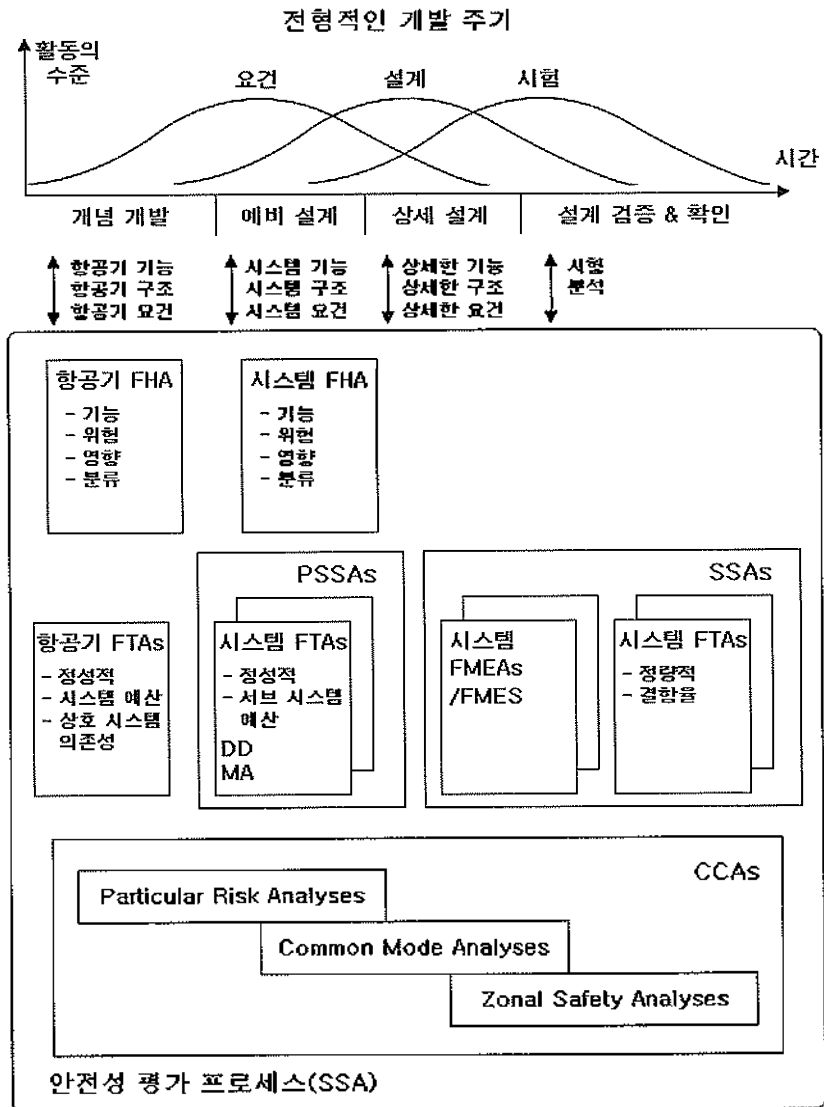 전형적인 개발 주기
활동의
수준
요건
설계
시험
시간
개념 개발
예비 설계
상세 설계
설계 검증 & 확인
항공기 기능
항공기 구조
항공기 요건
시스템 기능
시스템 구조
시스템 요건
상세한 기능
상세한 구조
상세한 요건
시험
분석
항공기 FHA
- 기능
- 위험
- 영향
- 분류
시스템 FHA
- 기능
- 위험
- 영향
- 분류
PSSAs
SSAs
항공기 FTAs
- 정성적
- 시스템 예산
- 상호 시스템
의존성
시스템 FTAs
- 정성적
- 서브 시스템
예산
DD
MA
시스템
FMEAs
/FMES
시스템 FTAs
- 정량적
- 결함율
CCAs
Particular Risk Analyses
Common Mode Analyses
Zonal Safety Analyses
안전성 평가 프로세스(SSA)